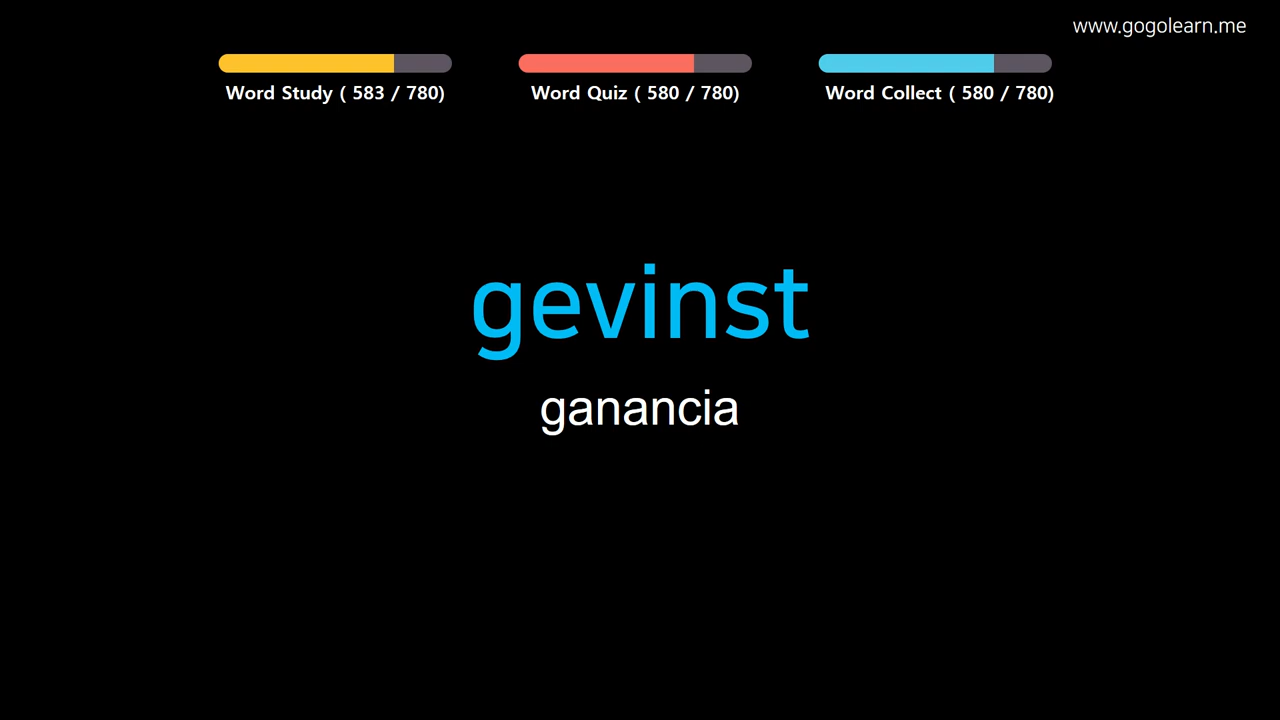 www.gogolearn.me
Word Study ( 583 / 780)
Word Quiz ( 580 / 780)
Word Collect ( 580 / 780)
gevinst
ganancia